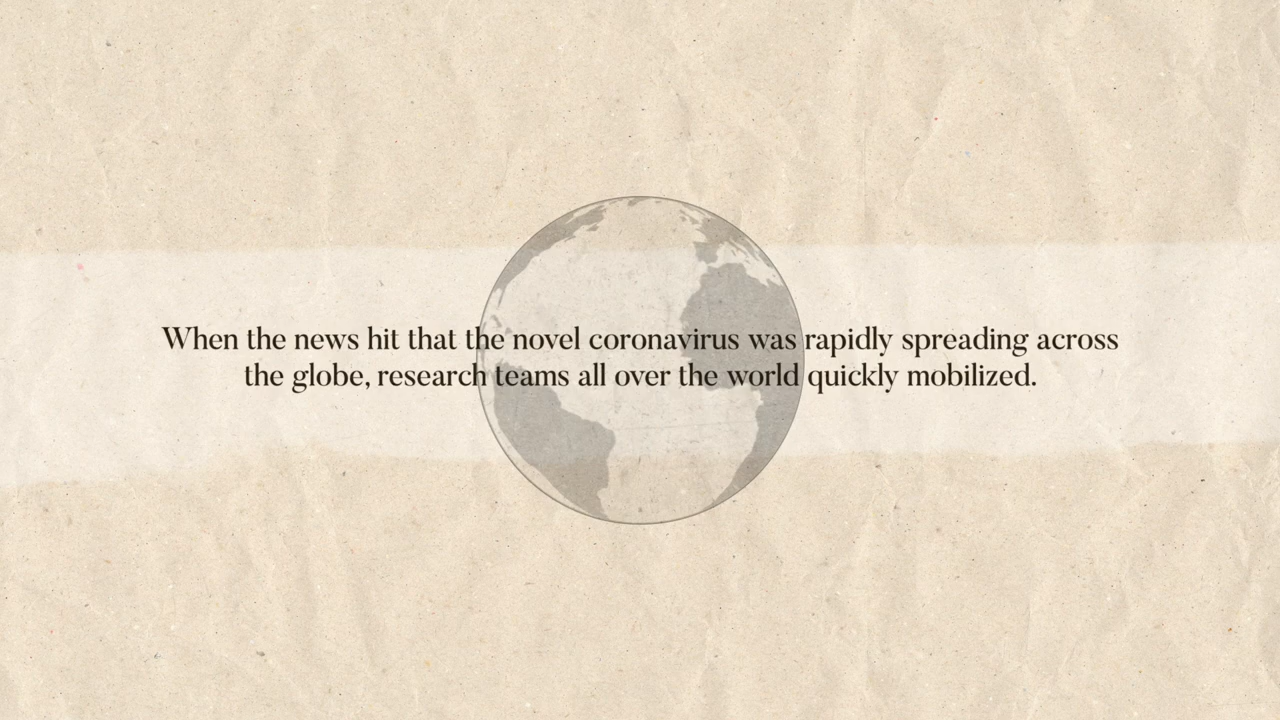 When the news hit that the novel coronavirus was rapidly spreading across
the globe, research teams all over the world quickly mobilized.